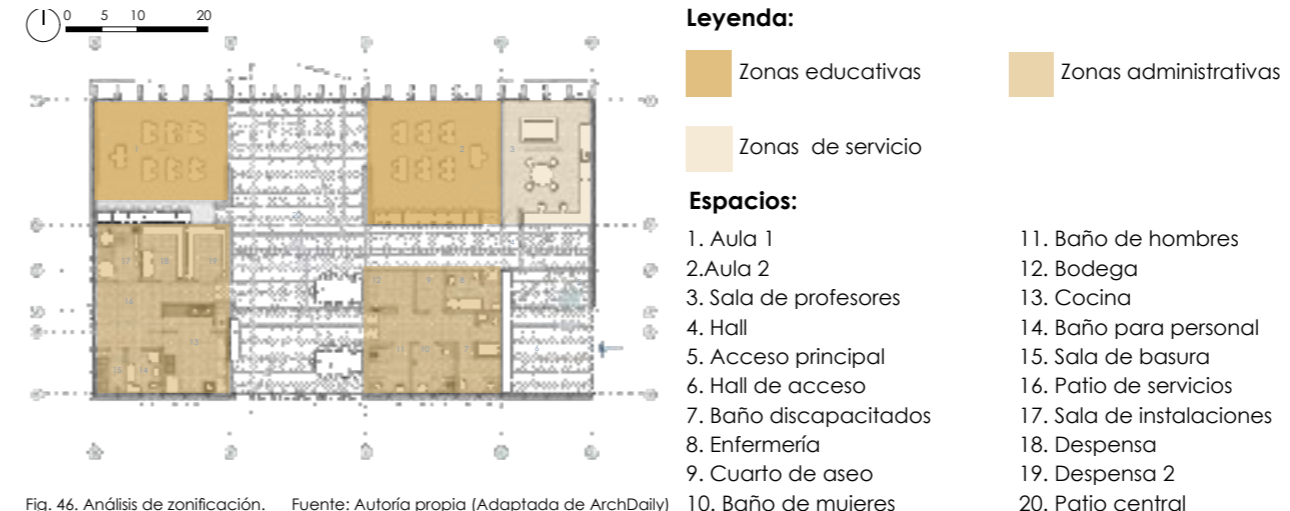 0 5 10 20
Leyenda:
Zonas educativas
Zonas administrativas
Zonas de servicio
Espacios:
1. Aula 1
2.Aula 2
3. Sala de profesores
4. Hall
5. Acceso principal
6. Hall de acceso
7. Baño discapacitados
8. Enfermería
9. Cuarto de aseo
10. Baño de mujeres
11. Baño de hombres
12. Bodega
13. Cocina
14. Baño para personal
15. Sala de basura
16. Patio de servicios
17. Sala de instalaciones
18. Despensa
19. Despensa 2
20. Patio central
Fig. 46. Análisis de zonificación. Fuente: Autoría propia (Adaptada de ArchDaily)